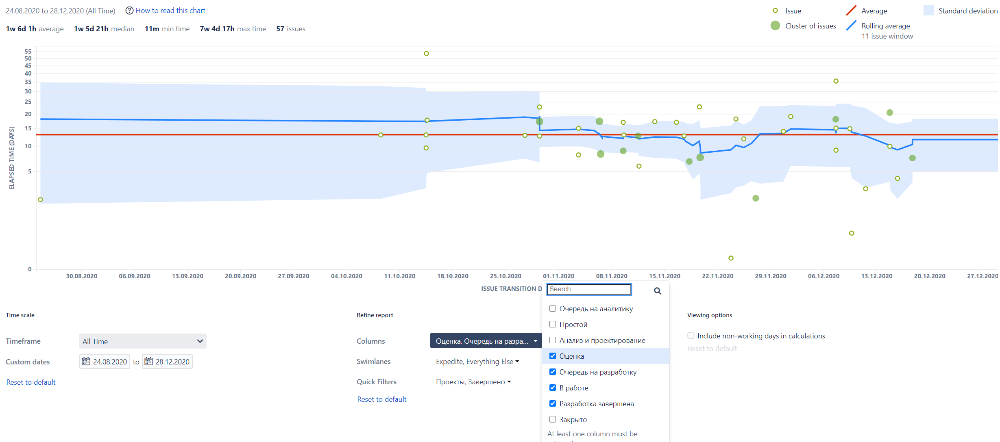 24.08.2020 to 28.12.2020 (All Time) How to read this chart
1w 6d 1h average 1w 5d 21h median 11m min time 7w 4d 17h max time 57 issues
Issue Average Standard deviation
Cluster of issues Rolling average
11 issue window
ELAPSED TIME (DAYS)
55
50
45
40
35
30
25
20
15
10
5
0
30.08.2020 06.09.2020 13.09.2020 20.09.2020 27.09.2020 04.10.2020 11.10.2020 18.10.2020 25.10.2020 01.11.2020 08.11.2020 15.11.2020 22.11.2020 29.11.2020 06.12.2020 13.12.2020 20.12.2020 27.12.2020
ISSUE TRANSITION D
Search
Очередь на аналитику
Простой
Анализ и проектирование
Оценка
Очередь на разработку
В работе
Разработка завершена
Закрыто
At least one column must be
Time scale
Timeframe All Time
Custom dates 24.08.2020 to 28.12.2020
Reset to default
Refine report
Columns Оценка, Очередь на разра...
Swimlanes Expedite, Everything Else
Quick Filters Проекты, Завершено
Reset to default
Viewing options
Include non-working days in calculations
Reset to default